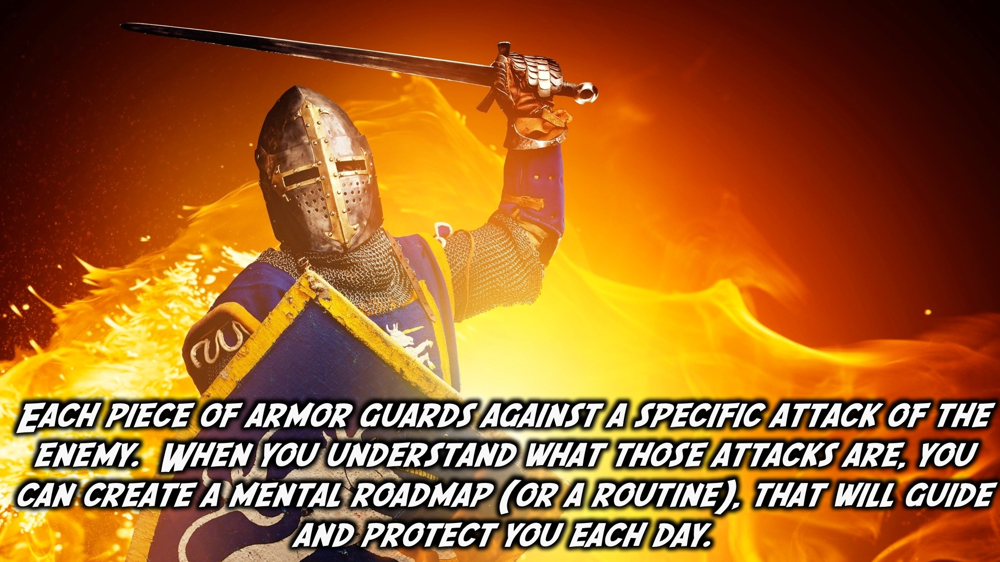 Each piece of armor guards against a specific attack of the
enemy.  When you understand what those attacks are, you
can create a mental roadmap (or a routine), that will guide
and protect you each day.